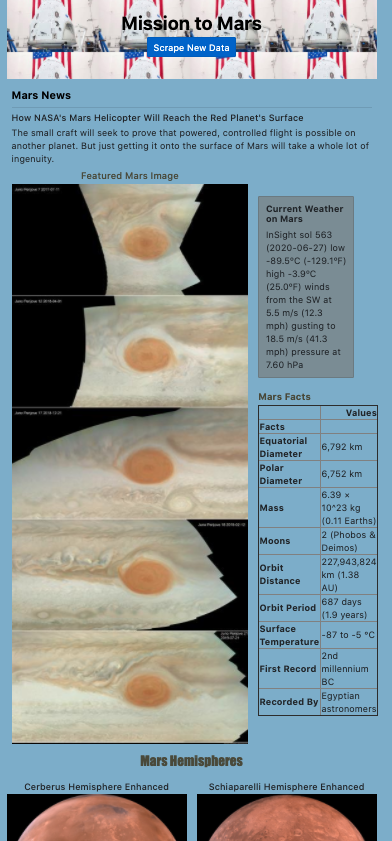 Mission to Mars
Scrape New Data
Mars News
How NASA's Mars Helicopter Will Reach the Red Planet's Surface
The small craft will seek to prove that powered, controlled flight is possible on
another planet. But just getting it onto the surface of Mars will take a whole lot of
ingenuity.
Featured Mars Image
Current Weather
on Mars
InSight sol 563
(2020-06-27) low
-89.5°C (-129.1°F)
high -3.9°C
(25.0°F) winds
from the SW at
5.5 m/s (12.3
mph) gusting to
18.5 m/s (41.3
mph) pressure at
7.60 hPa
Mars Facts
Values
Facts
Equatorial
Diameter
6,792 km
Polar
Diameter
6,752 km
Mass
6.39 ×
10^23 kg
(0.11 Earths)
Moons
2 (Phobos &
Deimos)
Orbit
Distance
227,943,824
km (1.38
AU)
Orbit Period
687 days
(1.9 years)
Surface
Temperature
-87 to -5 °C
First Record
2nd
millennium
BC
Recorded By
Egyptian
astronomers
Mars Hemispheres
Cerberus Hemisphere Enhanced
Schiaparelli Hemisphere Enhanced